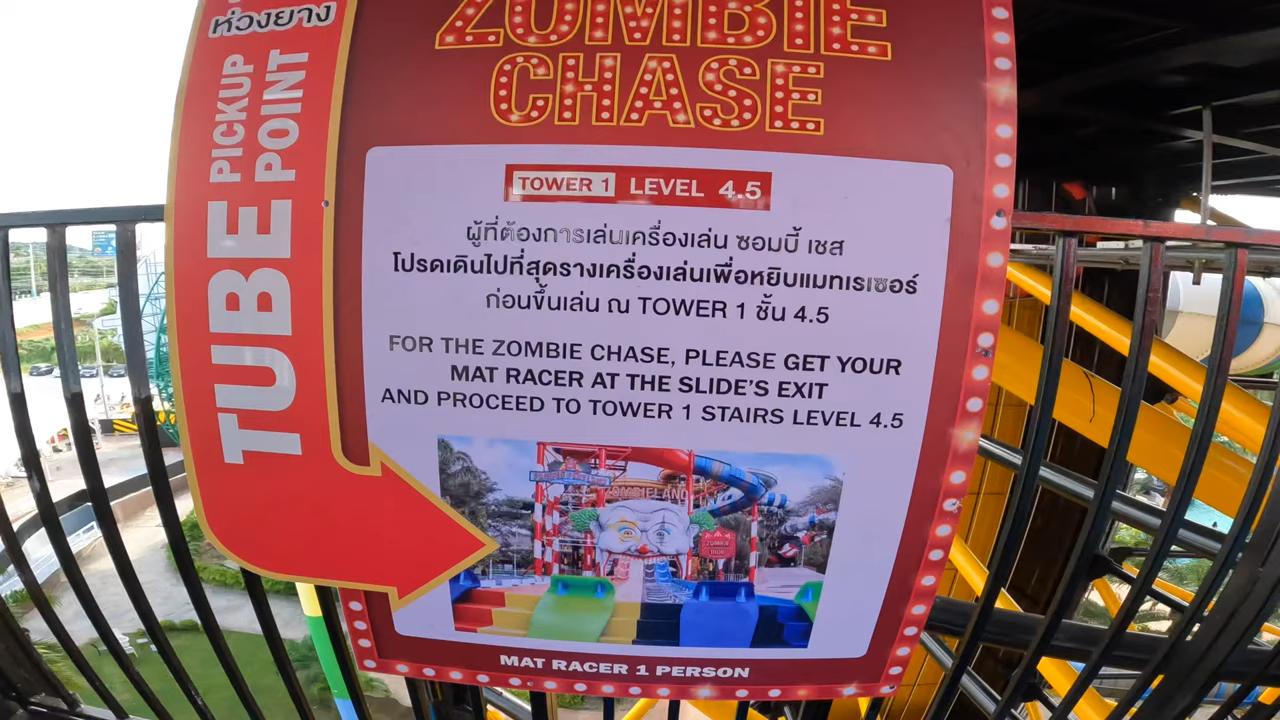 ห่วงยาง
TUBE PICKUP POINT
ZOMBIE
CHASE
TOWER 1 LEVEL 4.5
ผู้ที่ต้องการเล่นเครื่องเล่น ซอมบี้ เชส
โปรดเดินไปที่สุดรางเครื่องเล่นเพื่อหยิบแมทเรเซอร์
ก่อนขึ้นเล่น ณ TOWER 1 ชั้น 4.5
FOR THE ZOMBIE CHASE, PLEASE GET YOUR
MAT RACER AT THE SLIDE'S EXIT
AND PROCEED TO TOWER 1 STAIRS LEVEL 4.5
ZOMBIELAND
MAT RACER 1 PERSON